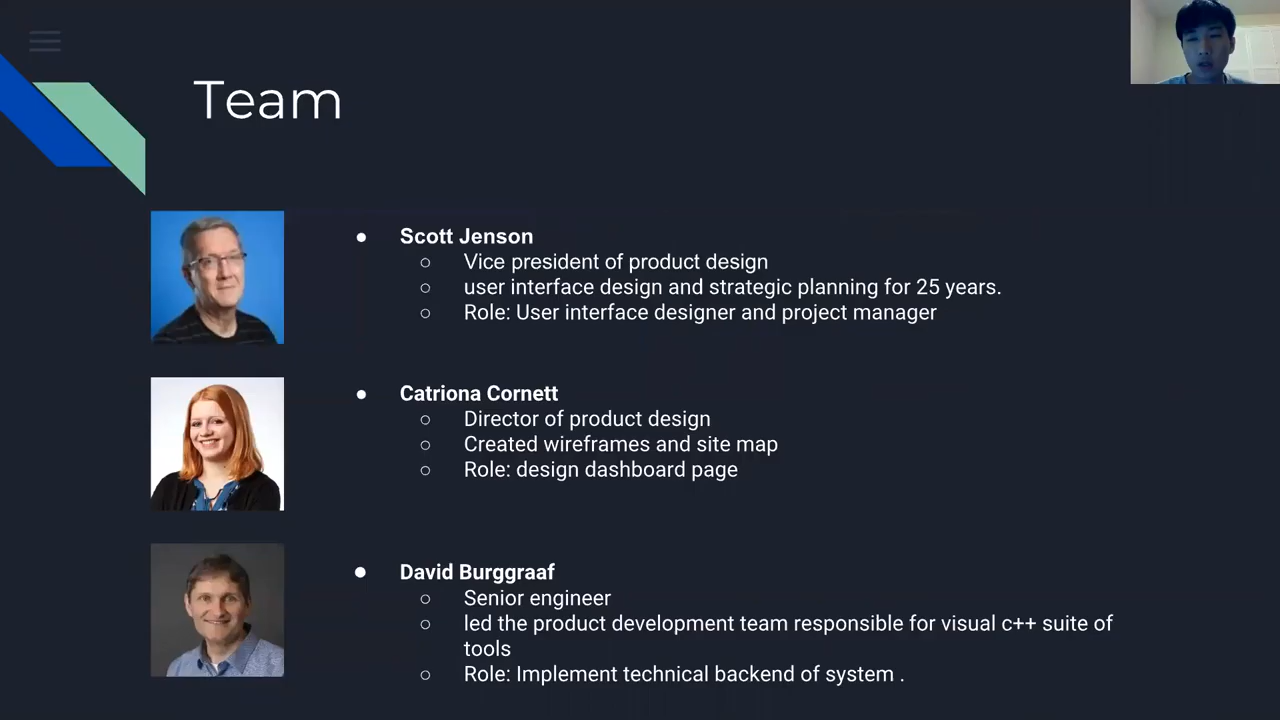 Team
Scott Jenson
Vice president of product design
user interface design and strategic planning for 25 years.
Role: User interface designer and project manager
Catriona Cornett
Director of product design
Created wireframes and site map
Role: design dashboard page
David Burggraaf
Senior engineer
led the product development team responsible for visual c++ suite of
tools
Role: Implement technical backend of system .